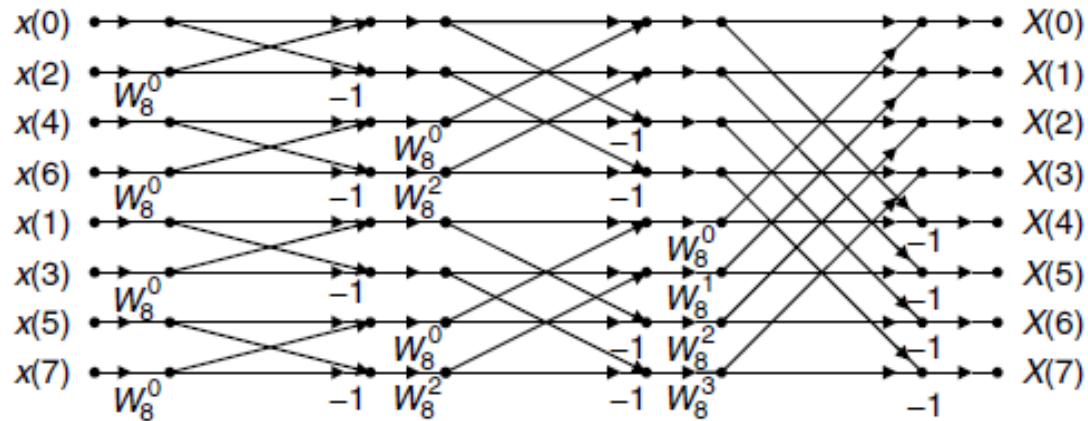 x(0) X(0)
x(2) X(1)
W₈⁰ −1
x(4) W₈⁰ −1 X(2)
x(6) X(3)
W₈⁰ −1 W₈² −1
x(1) W₈⁰ −1 X(4)
x(3) X(5)
W₈⁰ −1 W₈¹ −1
x(5) W₈⁰ −1 W₈² −1 X(6)
x(7) X(7)
W₈⁰ −1 W₈² −1 W₈³ −1